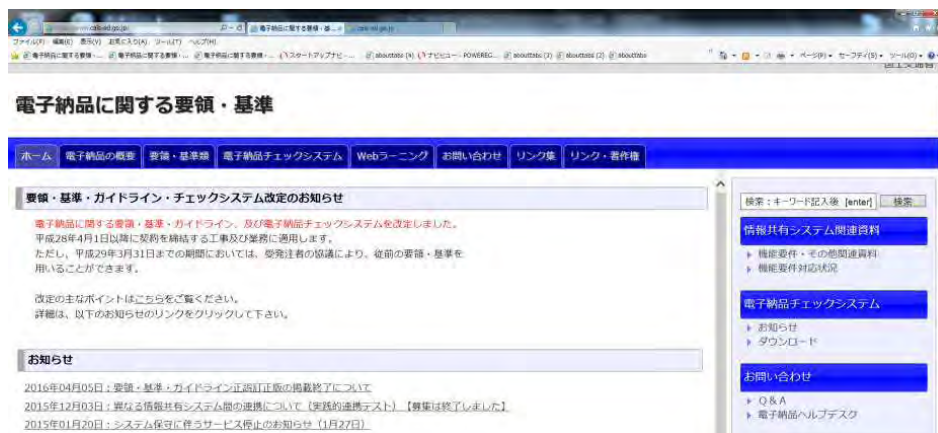 電子納品に関する要領・基準
ホーム 電子納品の概要 要領・基準類 電子納品チェックシステム Webラーニング お問い合わせ リンク集 リンク・著作権
要領・基準・ガイドライン・チェックシステム改定のお知らせ
電子納品に関する要領・基準・ガイドライン、及び電子納品チェックシステムを改定しました。
平成28年4月1日以降に契約を締結する工事及び業務に適用します。
ただし、平成29年3月31日までの期間においては、受発注者の協議により、従前の要領・基準を
用いることができます。
改定の主なポイントはこちらをご覧ください。
詳細は、以下のお知らせのリンクをクリックして下さい。
お知らせ
2016年04月05日：要領・基準・ガイドライン正誤訂正版の掲載終了について
2015年12月03日：異なる情報共有システム間の連携について（実践的連携テスト）【募集は終了しました】
2015年01月20日：システム保守に伴うサービス停止のお知らせ（1月27日）
検索：キーワード記入後 [enter] 検索
情報共有システム関連資料
機能要件・その他関連資料
機能要件対応状況
電子納品チェックシステム
お知らせ
ダウンロード
お問い合わせ
Q&A
電子納品ヘルプデスク